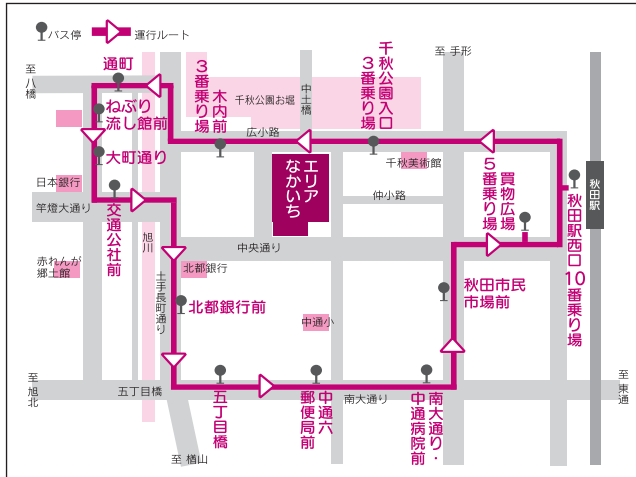 バス停
運行ルート
至 手形
至 八橋
通町
3番乗り場
木内前
千秋公園お堀
中土橋
千秋公園入口
3番乗り場
ねぶり
流し館前
広小路
大町通り
エリア
なかいち
千秋美術館
買物広場
5番乗り場
秋田駅
日本銀行
竿燈大通り
交通公社前
仲小路
秋田駅西口10番乗り場
旭川
中央通り
赤れんが
郷土館
北都銀行
土手長町通り
秋田市民
市場前
北都銀行前
中通小
至 旭北
五丁目橋
五丁目橋
中通六
郵便局前
南大通り
南大通り・
中通病院前
至 東通
至 楢山